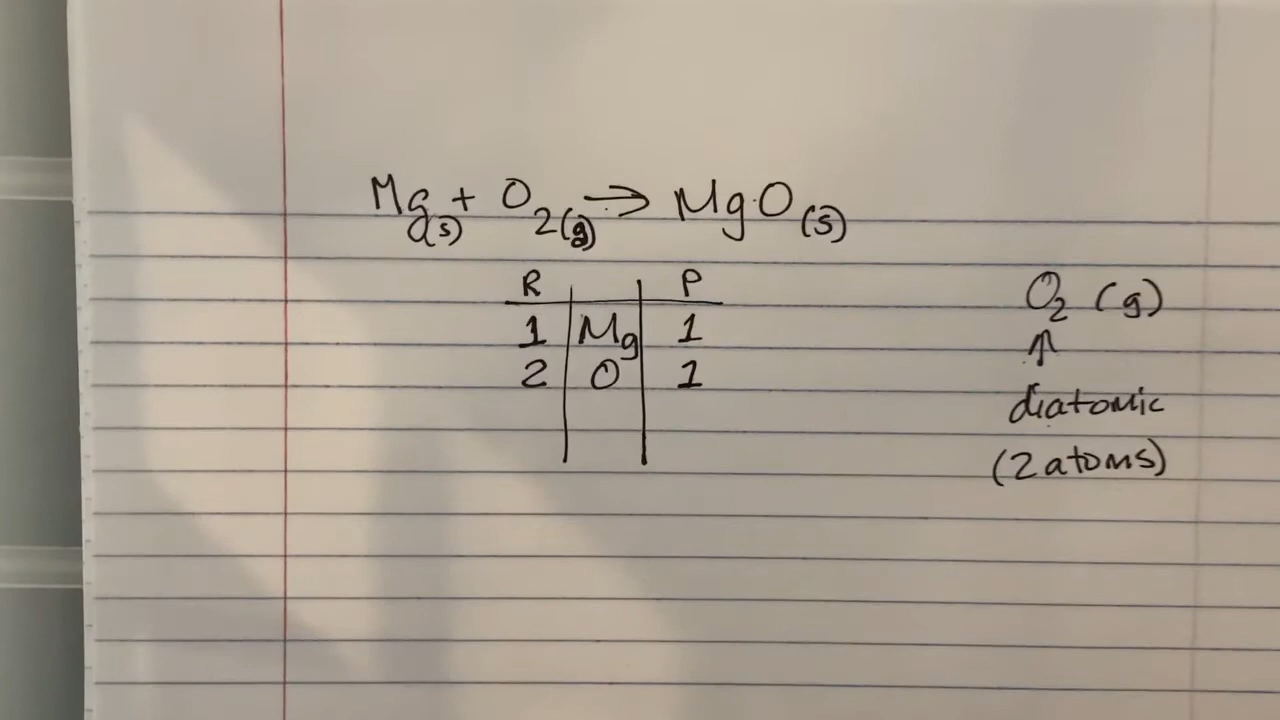 Mg(s) + O2(g) → MgO(s)
R P
1 Mg 1
2 O 1
O2 (g)
↑
diatomic
(2 atoms)